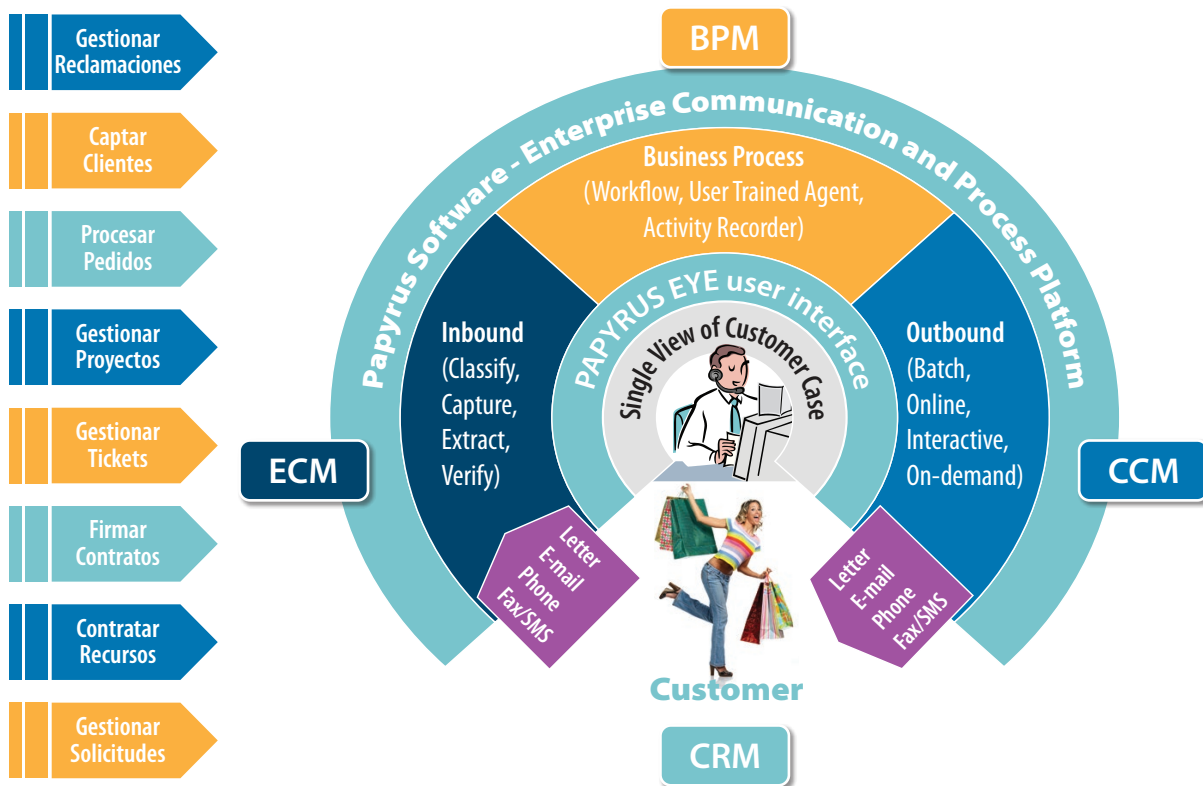 Gestionar
Reclamaciones
Captar
Clientes
Procesar
Pedidos
Gestionar
Proyectos
Gestionar
Tickets
Firmar
Contratos
Contratar
Recursos
Gestionar
Solicitudes
BPM
Papyrus Software - Enterprise Communication and Process Platform
Business Process
(Workflow, User Trained Agent,
Activity Recorder)
PAPYRUS EYE user interface
Single View of Customer Case
Inbound
(Classify,
Capture,
Extract,
Verify)
Outbound
(Batch,
Online,
Interactive,
On-demand)
ECM
CCM
Letter
E-mail
Phone
Fax/SMS
Letter
E-mail
Phone
Fax/SMS
Customer
CRM